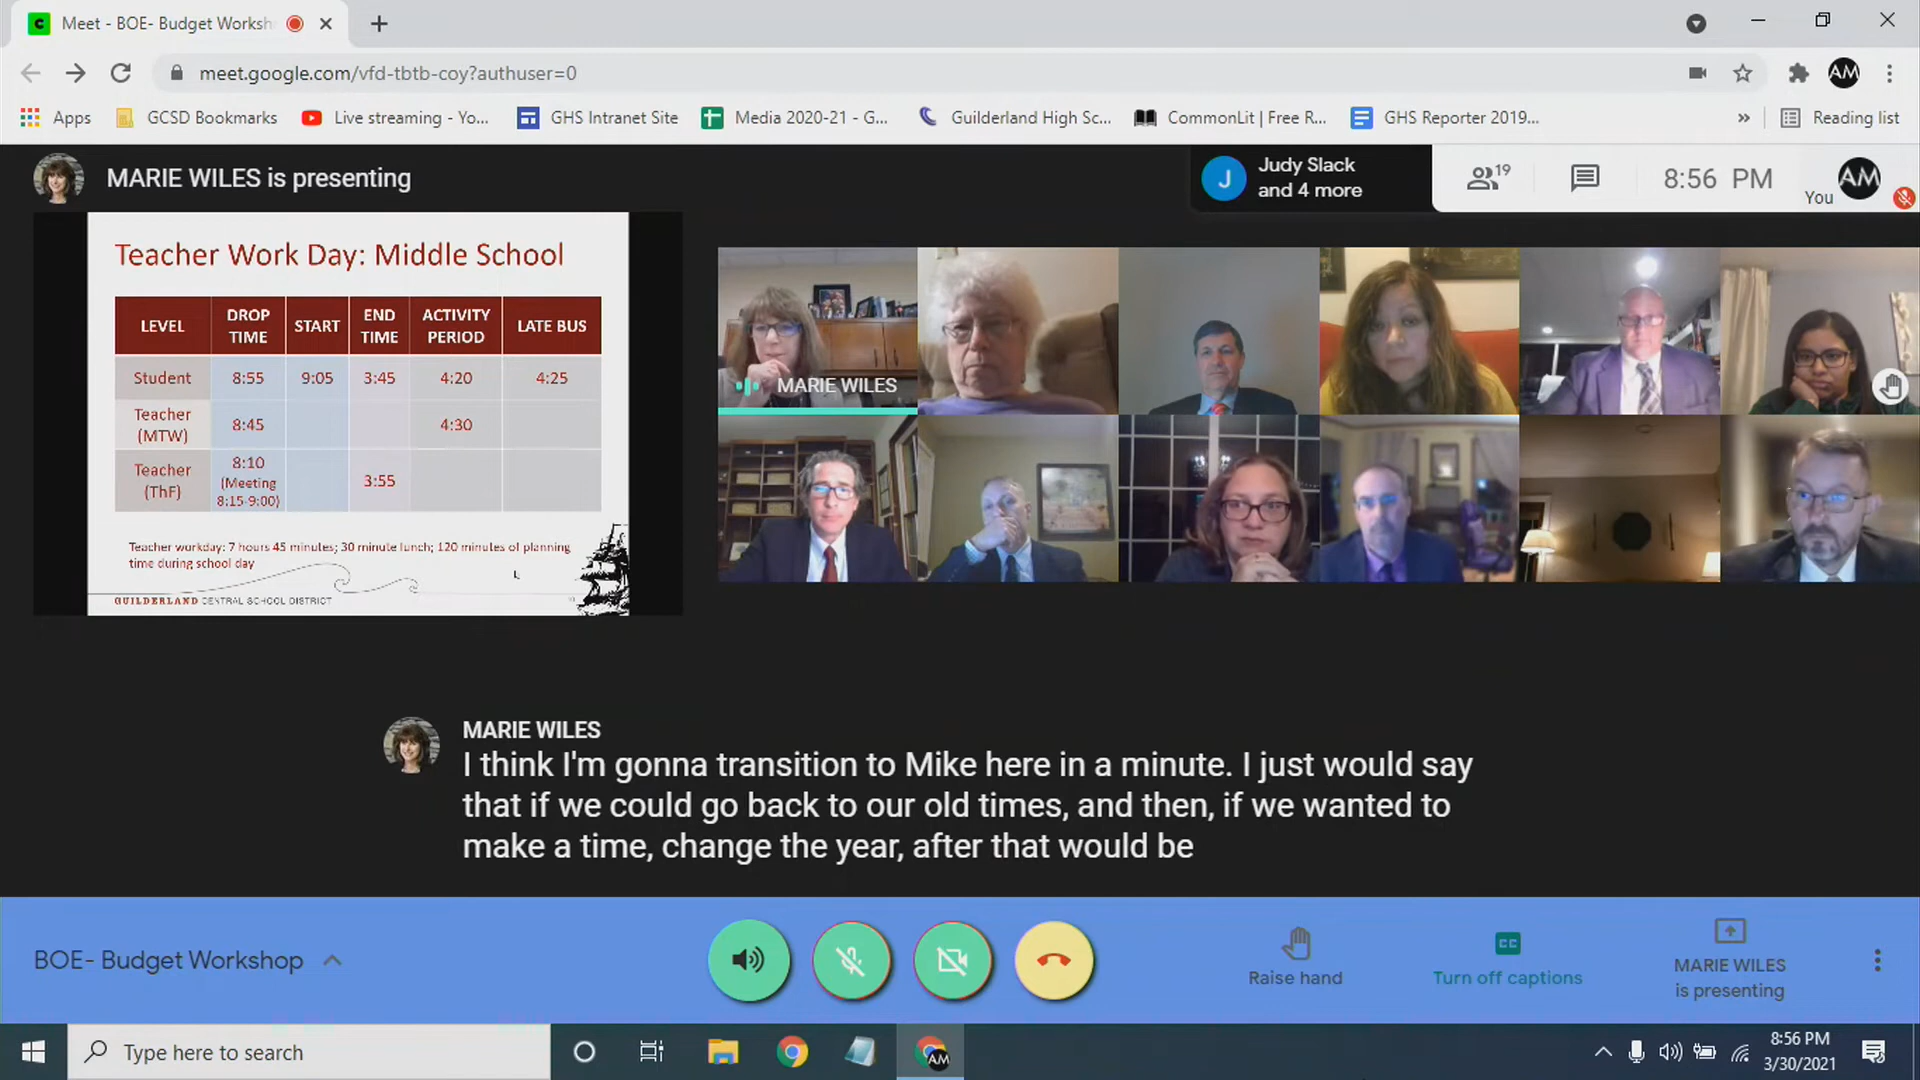 Meet - BOE- Budget Worksh
meet.google.com/vfd-tbtb-coy?authuser=0
AM
Apps
GCSD Bookmarks
Live streaming - Yo...
GHS Intranet Site
Media 2020-21 - G...
Guilderland High Sc...
CommonLit | Free R...
GHS Reporter 2019...
»
Reading list
MARIE WILES is presenting
J
Judy Slack
and 4 more
19
8:56 PM
You
AM
Teacher Work Day: Middle School
LEVEL
DROP TIME
START
END TIME
ACTIVITY PERIOD
LATE BUS
Student 8:55 9:05 3:45 4:20 4:25
Teacher (MTW) 8:45 4:30
Teacher (ThF) 8:10 (Meeting 8:15-9:00) 3:55
Teacher workday: 7 hours 45 minutes; 30 minute lunch; 120 minutes of planning
time during school day
GUILDERLAND CENTRAL SCHOOL DISTRICT
MARIE WILES
MARIE WILES
I think I'm gonna transition to Mike here in a minute. I just would say
that if we could go back to our old times, and then, if we wanted to
make a time, change the year, after that would be
BOE- Budget Workshop
Raise hand
CC
Turn off captions
MARIE WILES
is presenting
Type here to search
AM
8:56 PM
3/30/2021